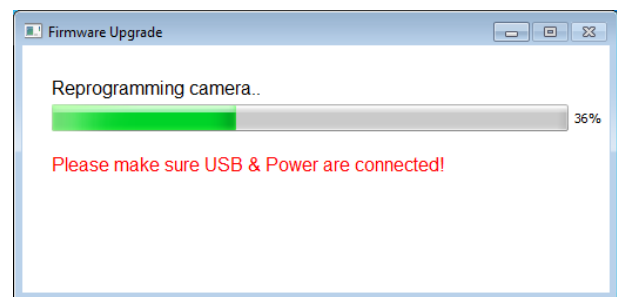 Firmware Upgrade
Reprogramming camera..
36%
Please make sure USB & Power are connected!